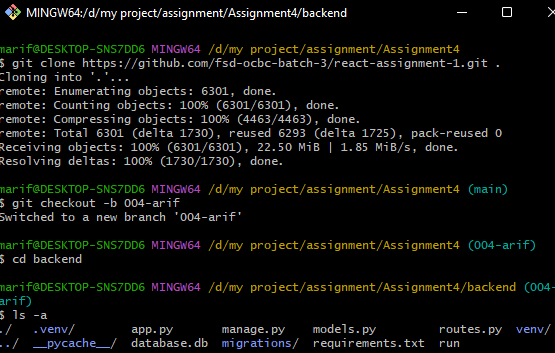 MINGW64:/d/my project/assignment/Assignment4/backend
marif@DESKTOP-SNS7DD6 MINGW64 /d/my project/assignment/Assignment4
$ git clone https://github.com/fsd-ocbc-batch-3/react-assignment-1.git .
Cloning into '.'...
remote: Enumerating objects: 6301, done.
remote: Counting objects: 100% (6301/6301), done.
remote: Compressing objects: 100% (4463/4463), done.
remote: Total 6301 (delta 1730), reused 6293 (delta 1725), pack-reused 0
Receiving objects: 100% (6301/6301), 22.50 MiB | 1.85 MiB/s, done.
Resolving deltas: 100% (1730/1730), done.
marif@DESKTOP-SNS7DD6 MINGW64 /d/my project/assignment/Assignment4 (main)
$ git checkout -b 004-arif
Switched to a new branch '004-arif'
marif@DESKTOP-SNS7DD6 MINGW64 /d/my project/assignment/Assignment4 (004-arif)
$ cd backend
marif@DESKTOP-SNS7DD6 MINGW64 /d/my project/assignment/Assignment4/backend (004-
arif)
$ ls -a
./ .venv/ app.py manage.py models.py routes.py venv/
../ __pycache__/ database.db migrations/ requirements.txt run